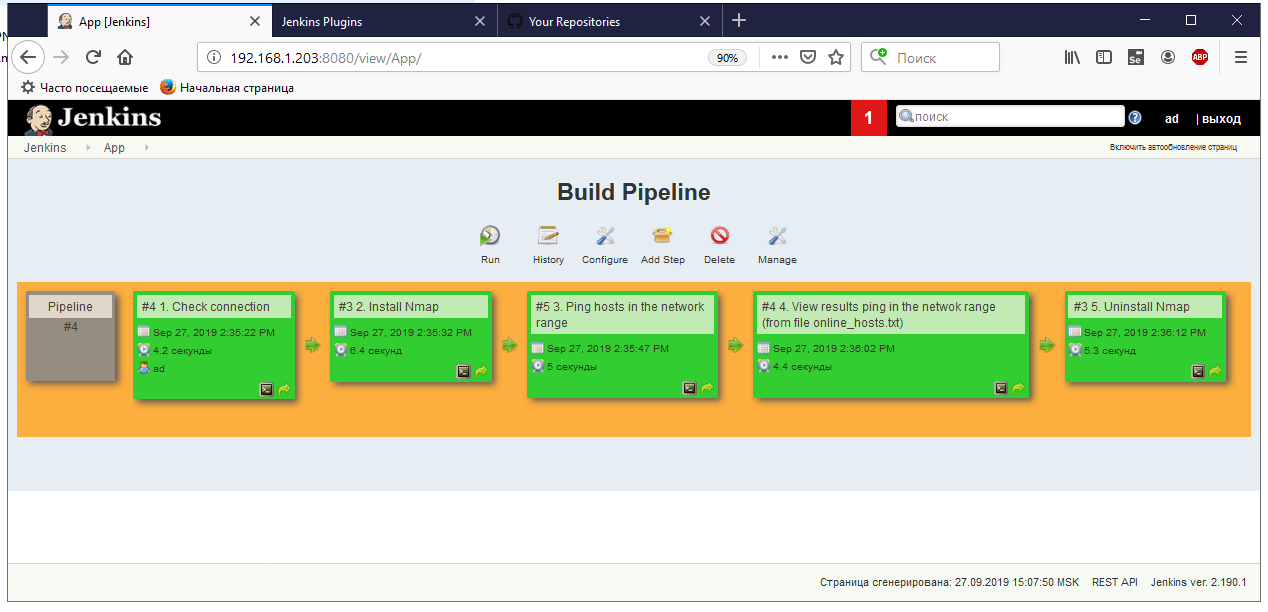 App [Jenkins]
Jenkins Plugins
Your Repositories
192.168.1.203:8080/view/App/
90%
Поиск
Se
ABP
Часто посещаемые
Начальная страница
Jenkins
1
поиск
ad
| выход
Jenkins
App
Включить автообновление страниц
Build Pipeline
Run
History
Configure
Add Step
Delete
Manage
Pipeline
#4
#4 1. Check connection
Sep 27, 2019 2:35:22 PM
4.2 секунды
ad
#3 2. Install Nmap
Sep 27, 2019 2:35:32 PM
6.4 секунд
#5 3. Ping hosts in the network
range
Sep 27, 2019 2:35:47 PM
5 секунды
#4 4. View results ping in the netwok range
(from file online_hosts.txt)
Sep 27, 2019 2:36:02 PM
4.4 секунды
#3 5. Uninstall Nmap
Sep 27, 2019 2:36:12 PM
5.3 секунд
Страница сгенерирована: 27.09.2019 15:07:50 MSK
REST API
Jenkins ver. 2.190.1